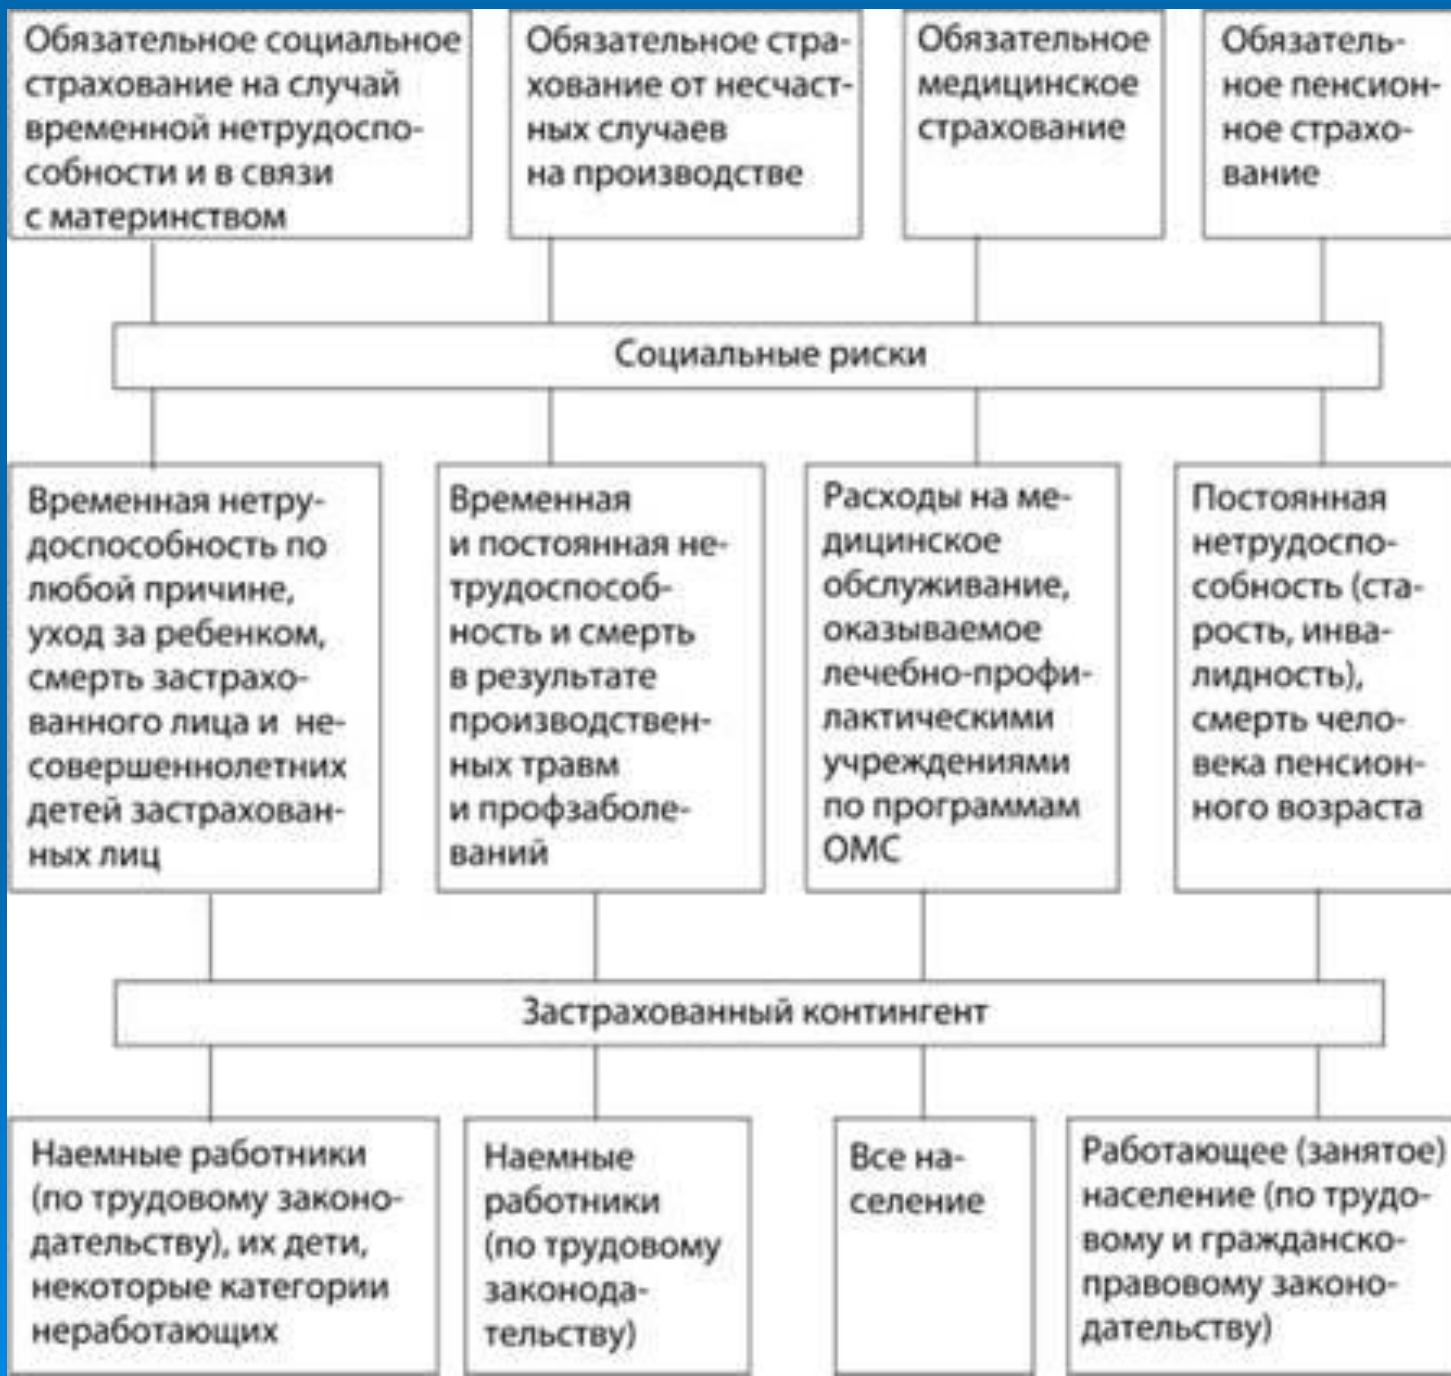 Обязательное социальное
страхование на случай
временной нетрудоспо-
собности и в связи
с материнством
Обязательное стра-
хование от несчаст-
ных случаев
на производстве
Обязательное
медицинское
страхование
Обязатель-
ное пенсион-
ное страхо-
вание
Социальные риски
Временная нетру-
доспособность по
любой причине,
уход за ребенком,
смерть застрахо-
ванного лица и не-
совершеннолетних
детей застрахован-
ных лиц
Временная
и постоянная не-
трудоспособ-
ность и смерть
в результате
производствен-
ных травм
и профзаболе-
ваний
Расходы на ме-
дицинское
обслуживание,
оказываемое
лечебно-профи-
лактическими
учреждениями
по программам
ОМС
Постоянная
нетрудоспо-
собность (ста-
рость, инва-
лидность),
смерть чело-
века пенсион-
ного возраста
Застрахованный контингент
Наемные работники
(по трудовому законо-
дательству), их дети,
некоторые категории
неработающих
Наемные
работники
(по трудовому
законода-
тельству)
Все на-
селение
Работающее (занятое)
население (по трудо-
вому и гражданско-
правовому законо-
дательству)